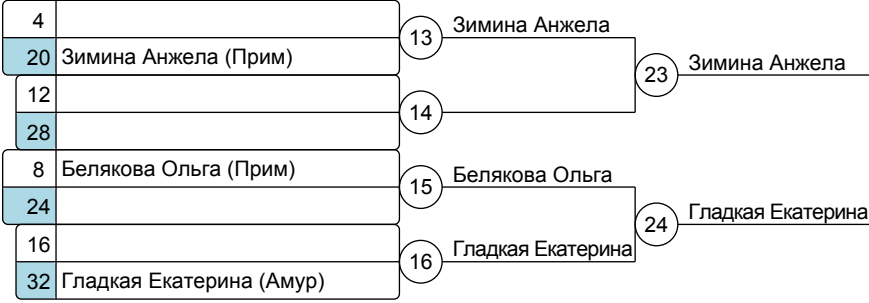 4
20 Зимина Анжела (Прим)
12
28
8 Белякова Ольга (Прим)
24
16
32 Гладкая Екатерина (Амур)
13 Зимина Анжела
14
15 Белякова Ольга
16 Гладкая Екатерина
23 Зимина Анжела
24 Гладкая Екатерина